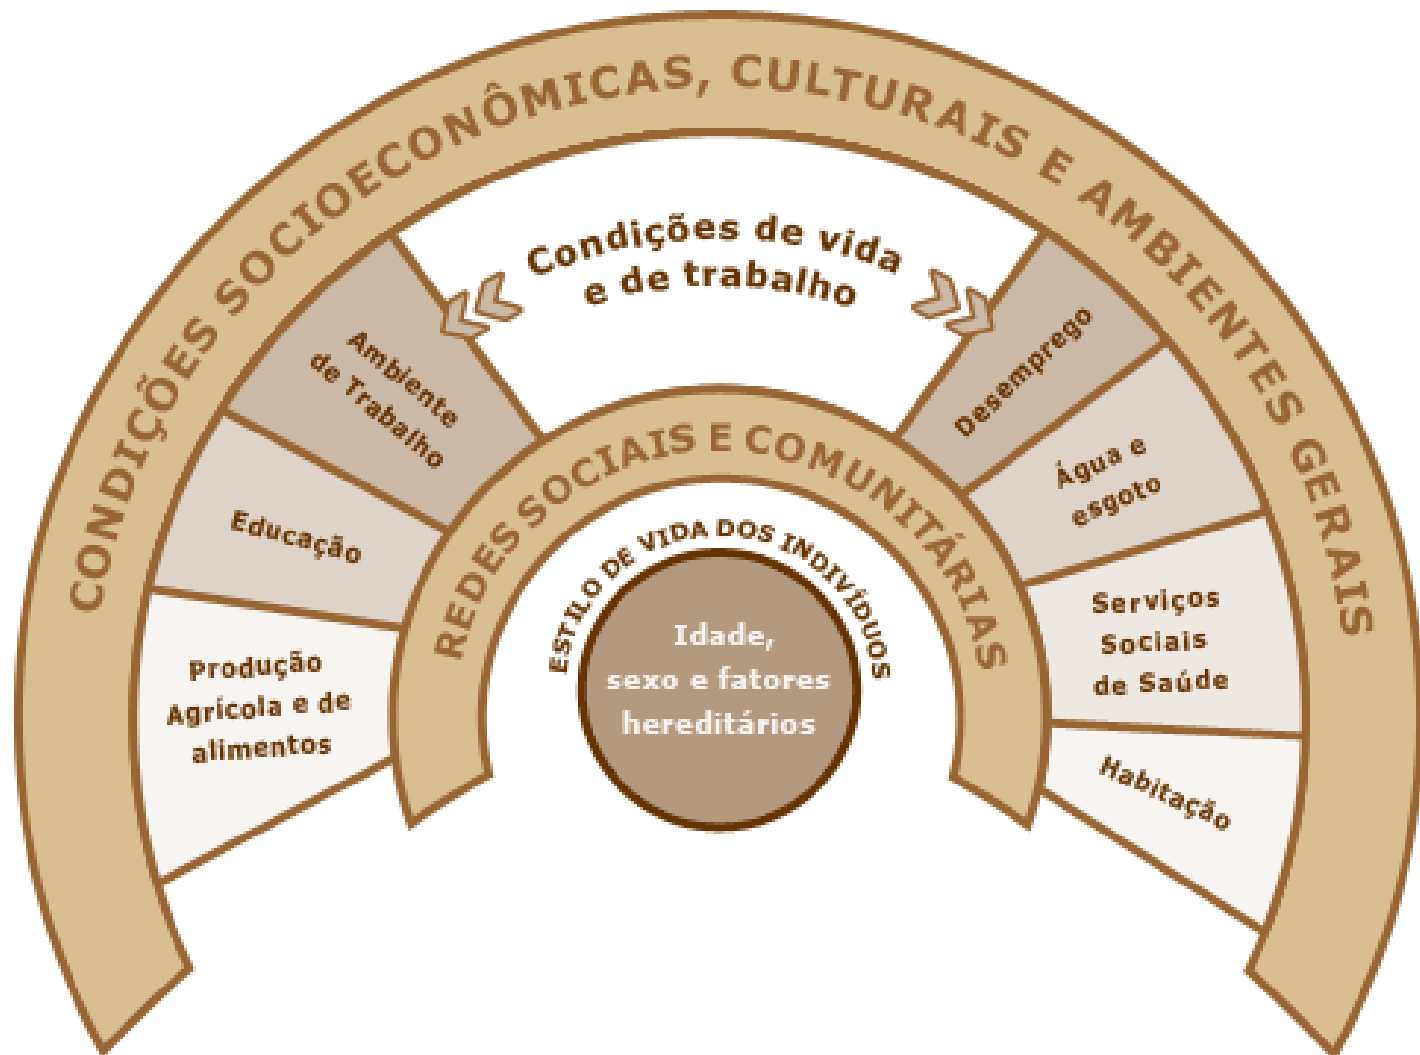 CONDIÇÕES SOCIOECONÔMICAS, CULTURAIS E AMBIENTES GERAIS
Condições de vida
e de trabalho
Ambiente
de Trabalho
Educação
Produção
Agrícola e de
alimentos
Desemprego
Água e
esgoto
Serviços
Sociais
de Saúde
Habitação
REDES SOCIAIS E COMUNITÁRIAS
ESTILO DE VIDA DOS INDIVÍDUOS
Idade,
sexo e fatores
hereditários